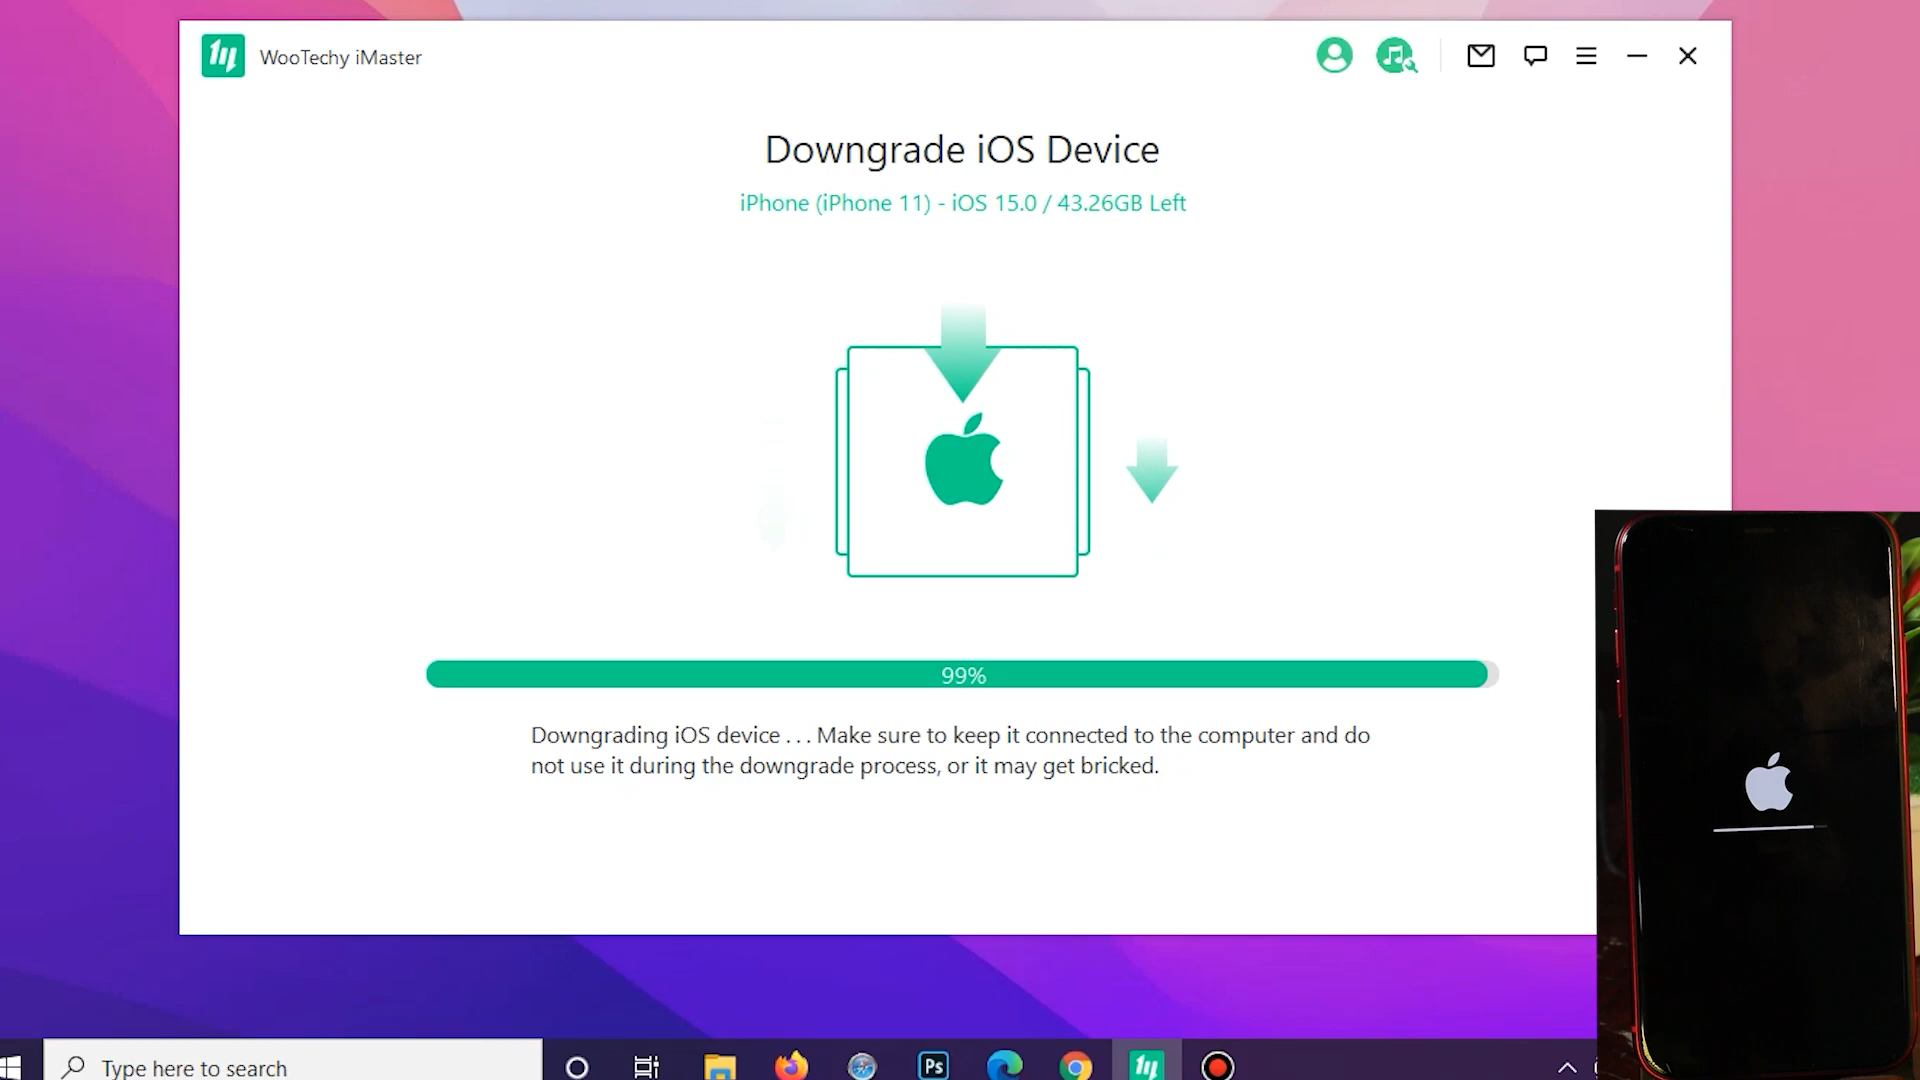 WooTechy iMaster
Downgrade iOS Device
iPhone (iPhone 11) - iOS 15.0 / 43.26GB Left
99%
Downgrading iOS device . . . Make sure to keep it connected to the computer and do
not use it during the downgrade process, or it may get bricked.
Type here to search
Ps